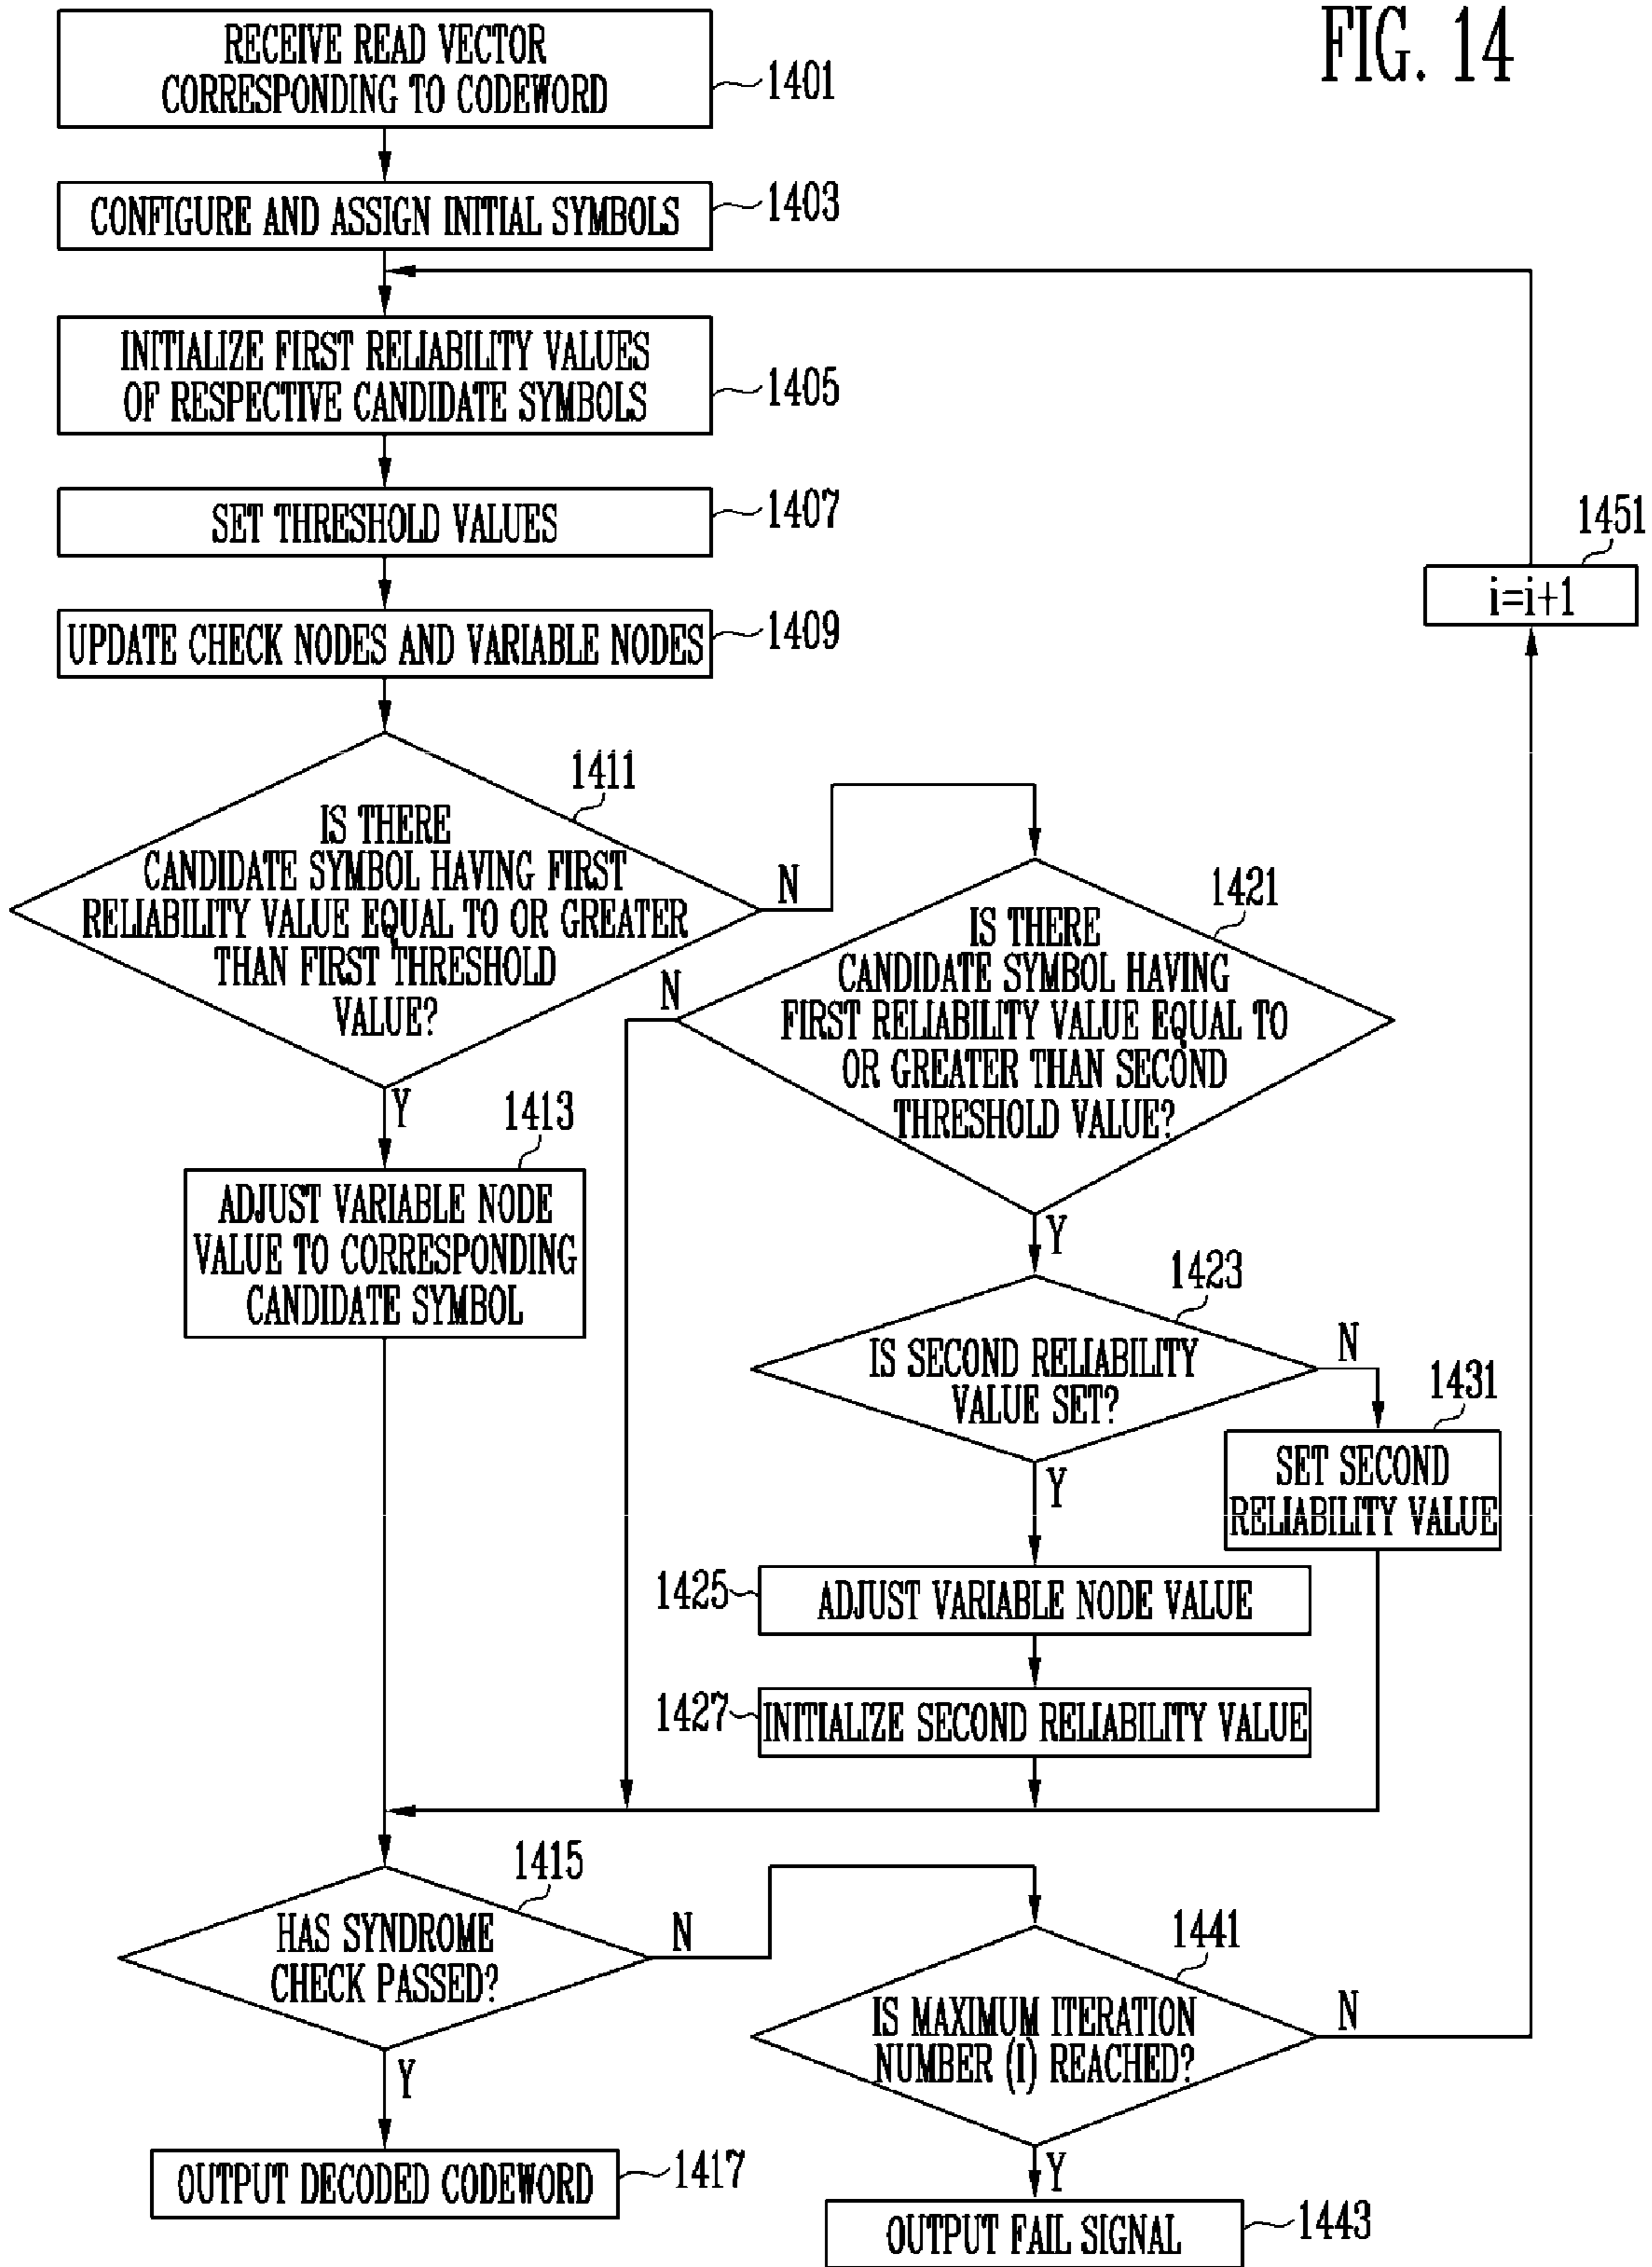 FIG. 14
RECEIVE READ VECTOR
CORRESPONDING TO CODEWORD
1401
CONFIGURE AND ASSIGN INITIAL SYMBOLS
1403
INITIALIZE FIRST RELIABILITY VALUES
OF RESPECTIVE CANDIDATE SYMBOLS
1405
SET THRESHOLD VALUES
1407
1451
i=i+1
UPDATE CHECK NODES AND VARIABLE NODES
1409
1411
IS THERE
CANDIDATE SYMBOL HAVING FIRST
RELIABILITY VALUE EQUAL TO OR GREATER
THAN FIRST THRESHOLD
VALUE?
N
Y
1421
IS THERE
CANDIDATE SYMBOL HAVING
FIRST RELIABILITY VALUE EQUAL TO
OR GREATER THAN SECOND
THRESHOLD VALUE?
N
Y
1413
ADJUST VARIABLE NODE
VALUE TO CORRESPONDING
CANDIDATE SYMBOL
1423
IS SECOND RELIABILITY
VALUE SET?
N
Y
1431
SET SECOND
RELIABILITY VALUE
1425
ADJUST VARIABLE NODE VALUE
1427
INITIALIZE SECOND RELIABILITY VALUE
1415
HAS SYNDROME
CHECK PASSED?
N
Y
1441
IS MAXIMUM ITERATION
NUMBER (I) REACHED?
N
Y
OUTPUT DECODED CODEWORD
1417
OUTPUT FAIL SIGNAL
1443